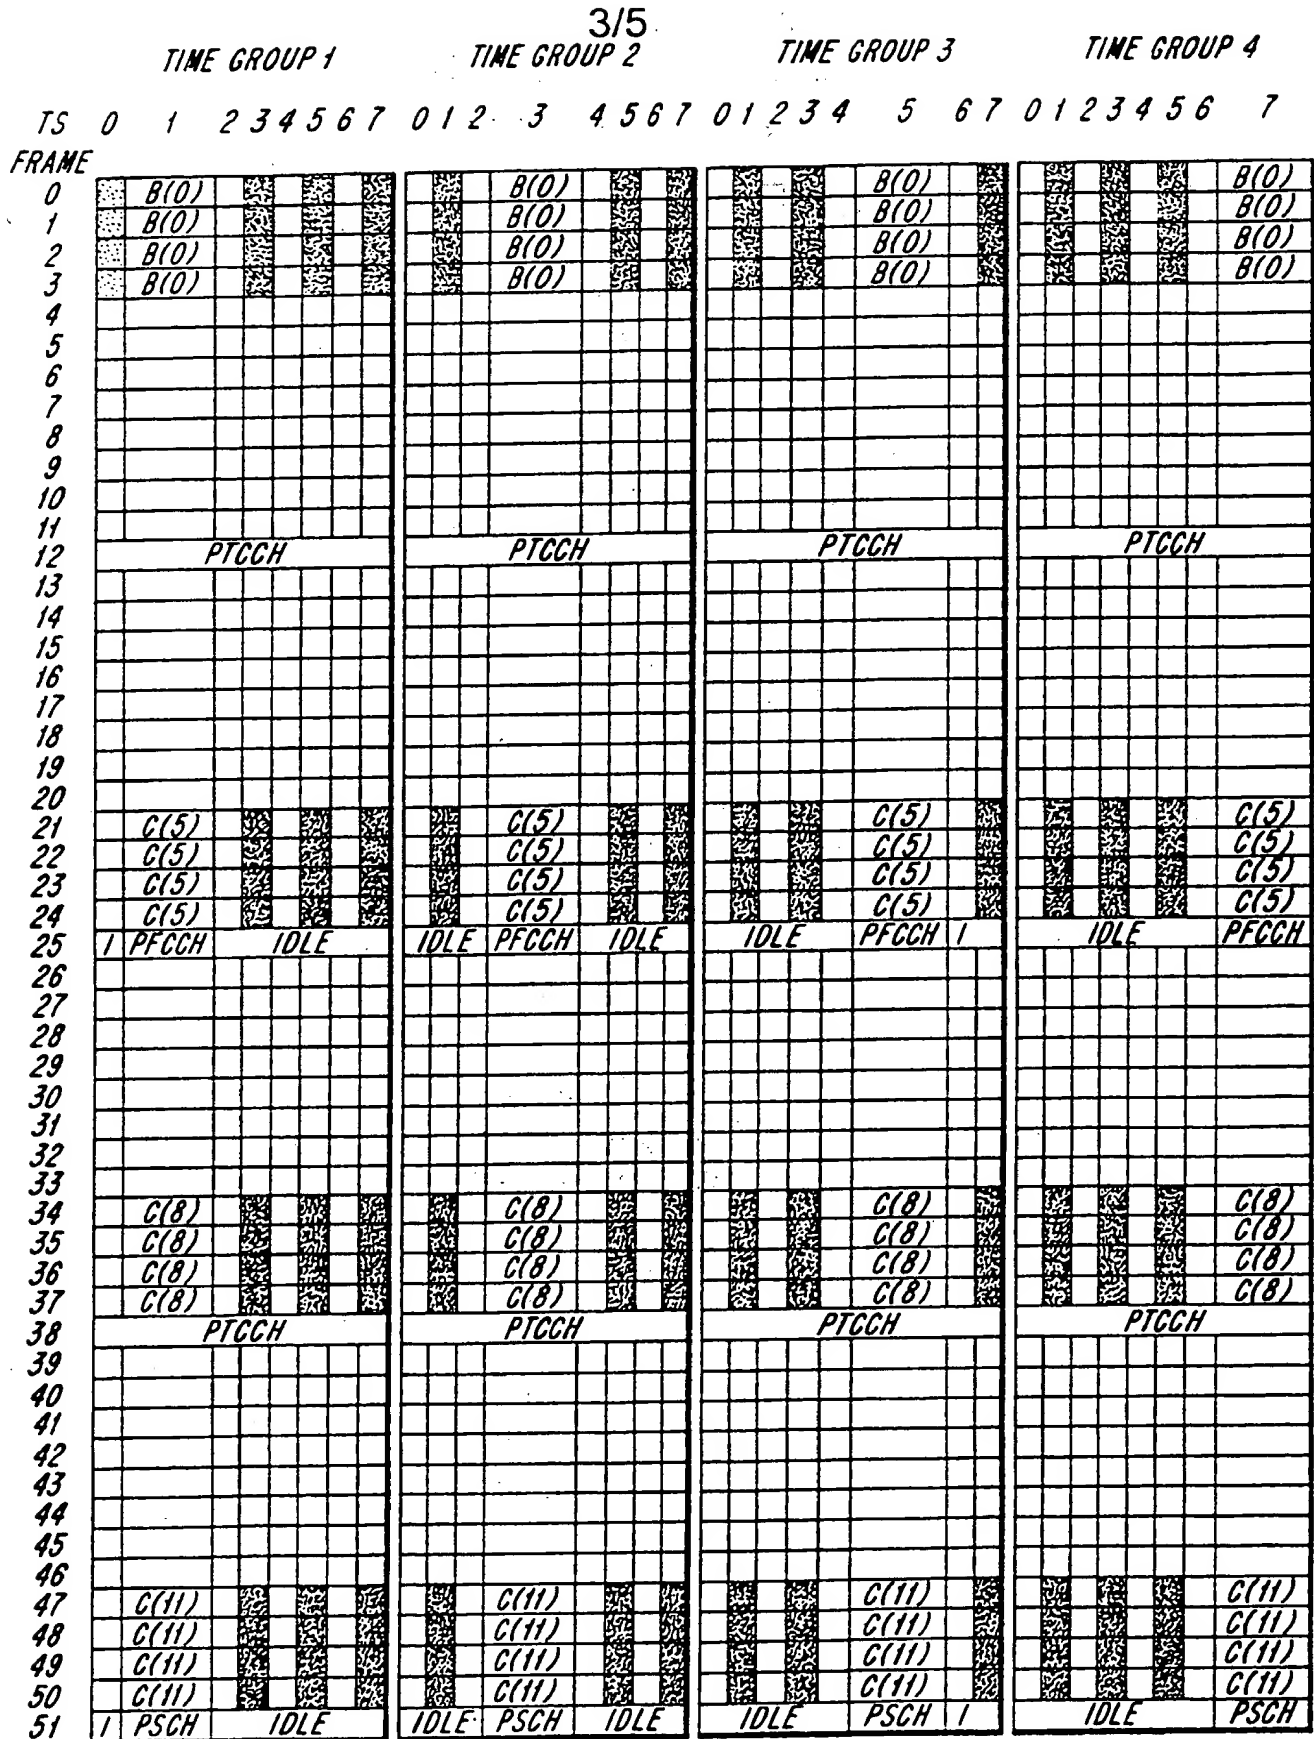 3/5
TIME GROUP 1 TIME GROUP 2 TIME GROUP 3 TIME GROUP 4
TS 0 1 2 3 4 5 6 7 0 1 2 3 4 5 6 7 0 1 2 3 4 5 6 7 0 1 2 3 4 5 6 7
FRAME
0 B(0) B(0) B(0) B(0)
1 B(0) B(0) B(0) B(0)
2 B(0) B(0) B(0) B(0)
3 B(0) B(0) B(0) B(0)
4
5
6
7
8
9
10
11
12 PTCCH PTCCH PTCCH PTCCH
13
14
15
16
17
18
19
20
21 C(5) C(5) C(5) C(5)
22 C(5) C(5) C(5) C(5)
23 C(5) C(5) C(5) C(5)
24 C(5) C(5) C(5) C(5)
25 I PFCCH IDLE IDLE PFCCH IDLE IDLE PFCCH I IDLE PFCCH
26
27
28
29
30
31
32
33
34 C(8) C(8) C(8) C(8)
35 C(8) C(8) C(8) C(8)
36 C(8) C(8) C(8) C(8)
37 C(8) C(8) C(8) C(8)
38 PTCCH PTCCH PTCCH PTCCH
39
40
41
42
43
44
45
46
47 C(11) C(11) C(11) C(11)
48 C(11) C(11) C(11) C(11)
49 C(11) C(11) C(11) C(11)
50 C(11) C(11) C(11) C(11)
51 I PSCH IDLE IDLE PSCH IDLE IDLE PSCH I IDLE PSCH